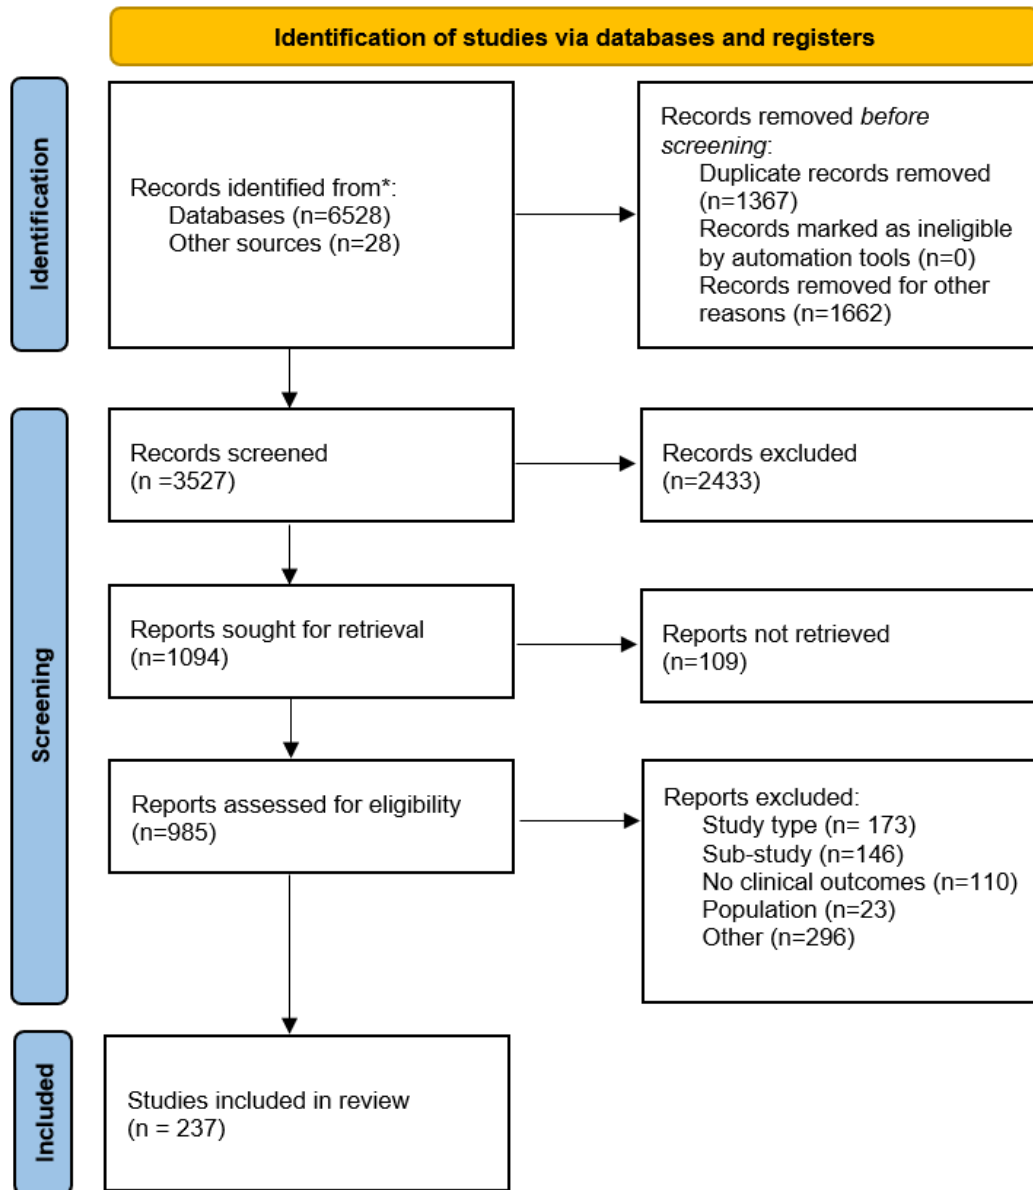 Identification of studies via databases and registers
Identification
Records identified from*:
Databases (n=6528)
Other sources (n=28)
Records removed before
screening:
Duplicate records removed
(n=1367)
Records marked as ineligible
by automation tools (n=0)
Records removed for other
reasons (n=1662)
Screening
Records screened
(n =3527)
Records excluded
(n=2433)
Reports sought for retrieval
(n=1094)
Reports not retrieved
(n=109)
Reports assessed for eligibility
(n=985)
Reports excluded:
Study type (n= 173)
Sub-study (n=146)
No clinical outcomes (n=110)
Population (n=23)
Other (n=296)
Included
Studies included in review
(n = 237)